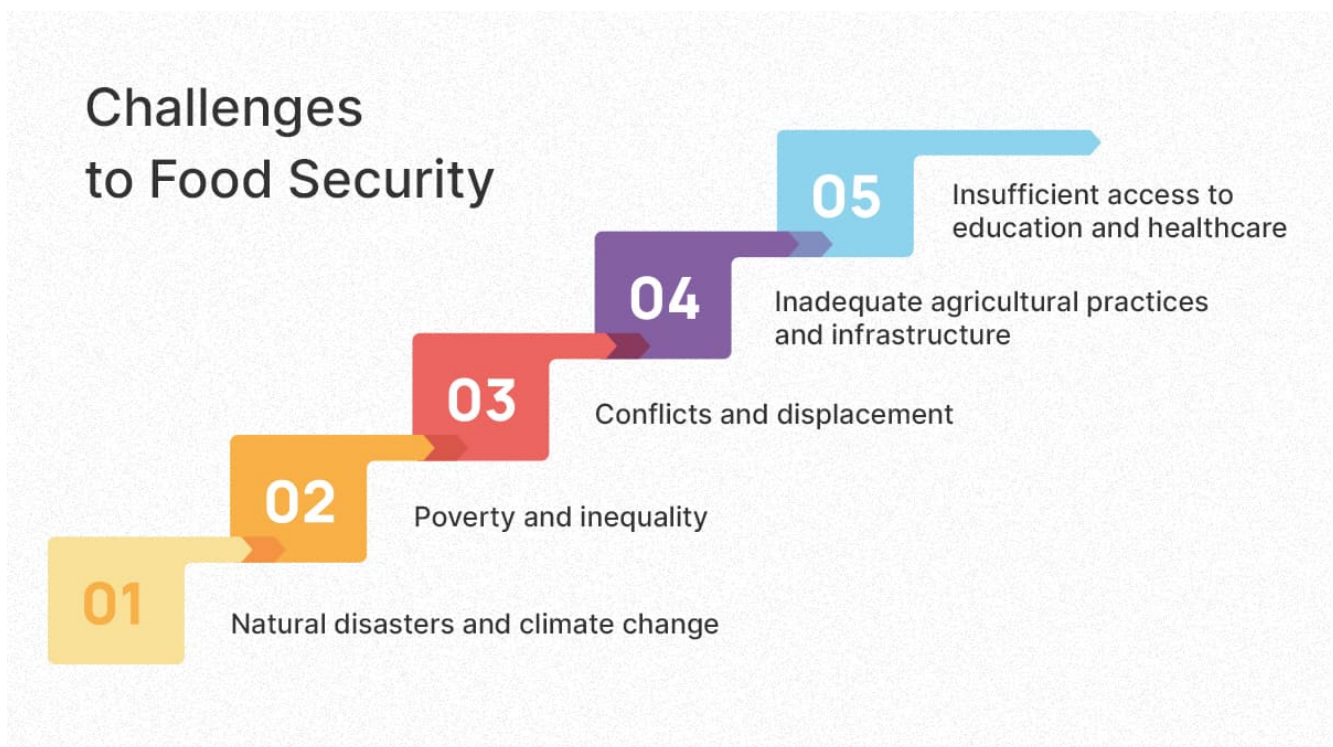 Challenges
to Food Security
05
Insufficient access to
education and healthcare
04
Inadequate agricultural practices
and infrastructure
03
Conflicts and displacement
02
Poverty and inequality
01
Natural disasters and climate change